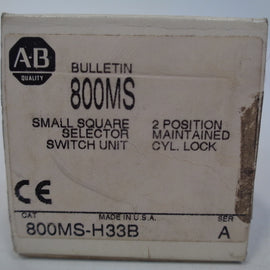 A-B
QUALITY
BULLETIN
800MS
SMALL SQUARE
SELECTOR
SWITCH UNIT
2 POSITION
MAINTAINED
CYL. LOCK
CE
CAT MADE IN U.S.A. SER
800MS-H33B A